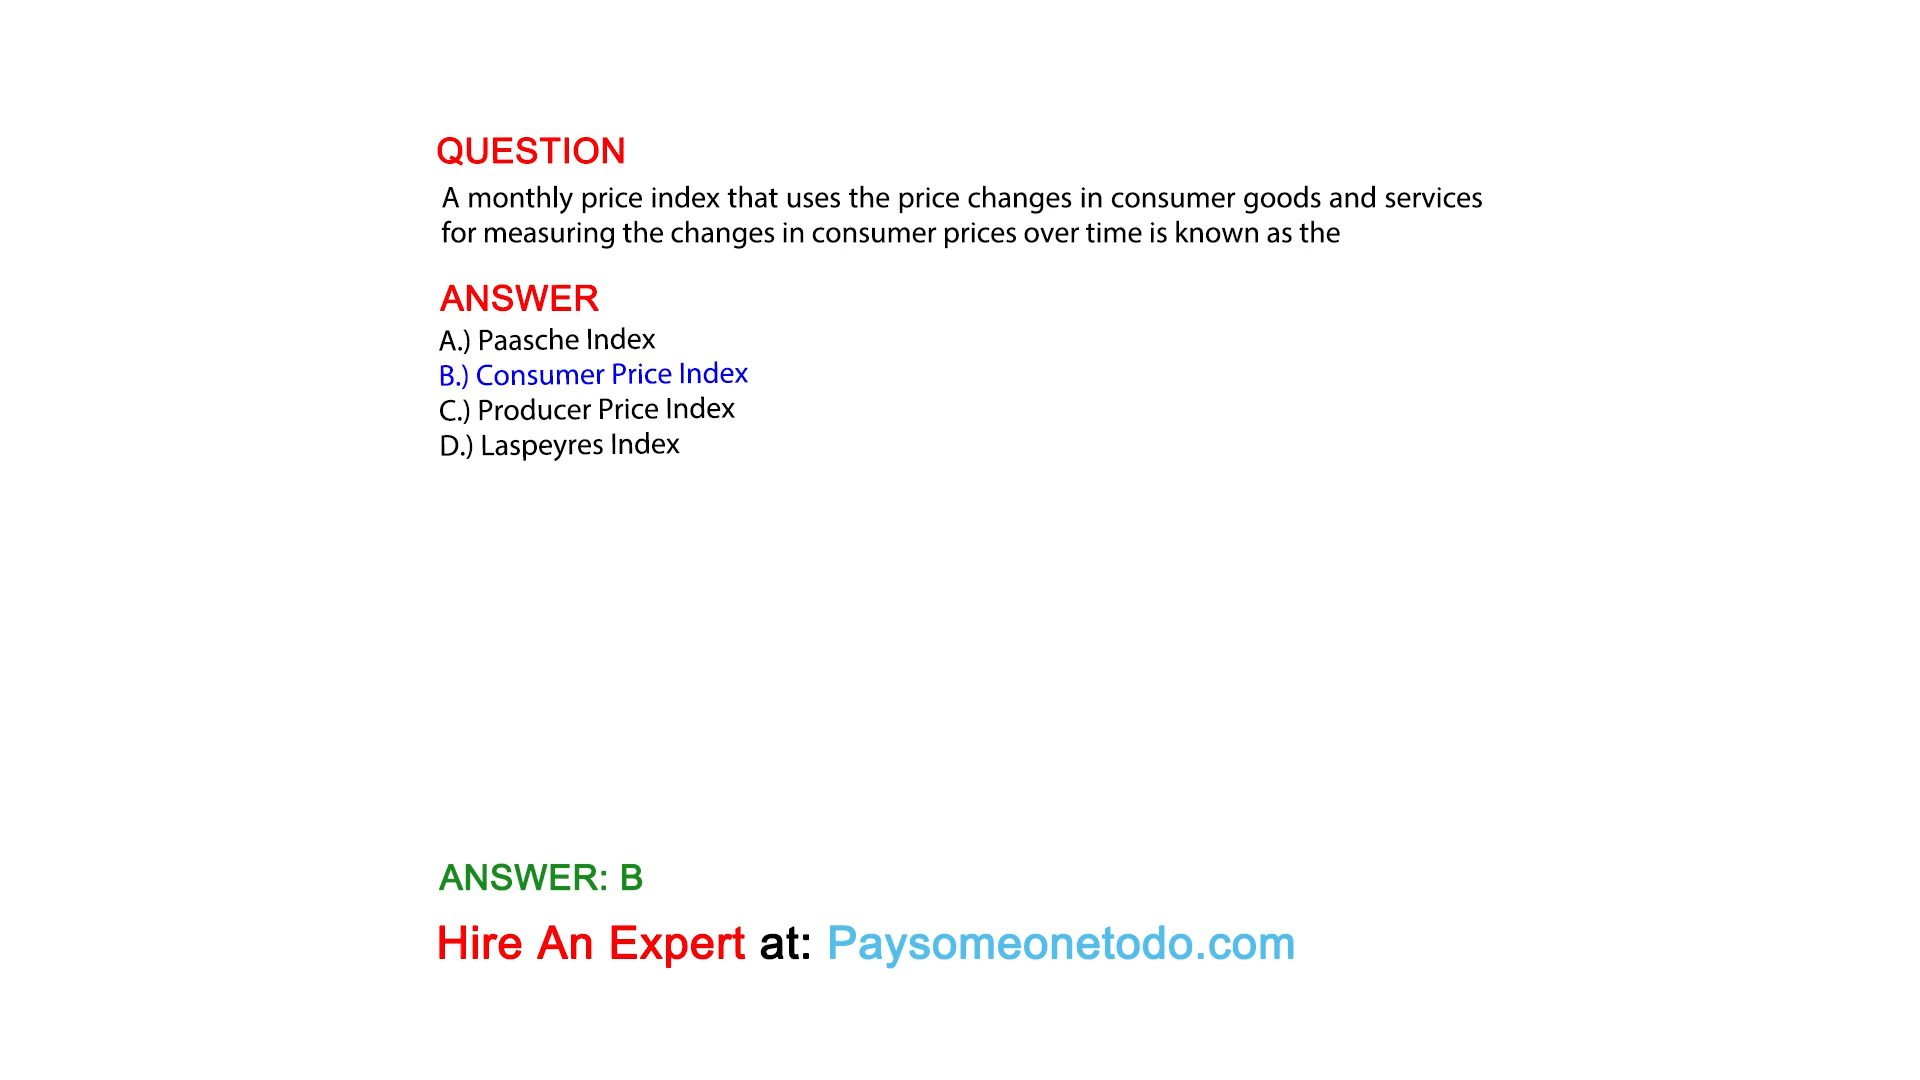 QUESTION
A monthly price index that uses the price changes in consumer goods and services
for measuring the changes in consumer prices over time is known as the
ANSWER
A.) Paasche Index
B.) Consumer Price Index
C.) Producer Price Index
D.) Laspeyres Index
ANSWER: B
Hire An Expert at: Paysomeonetodo.com